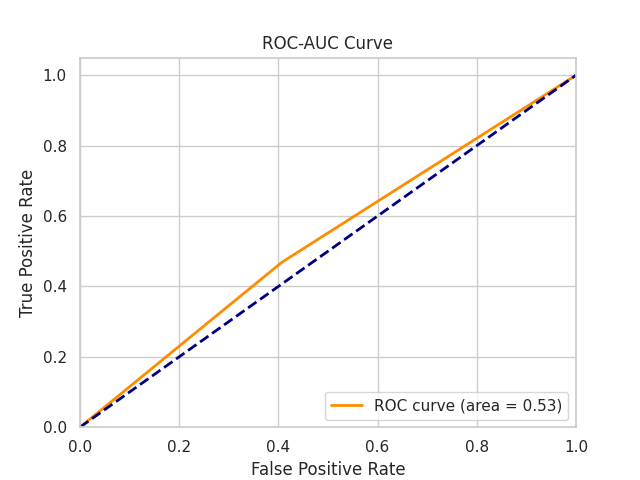 ROC-AUC Curve
1.0
0.8
0.6
0.4
0.2
0.0
True Positive Rate
ROC curve (area = 0.53)
0.0 0.2 0.4 0.6 0.8 1.0
False Positive Rate